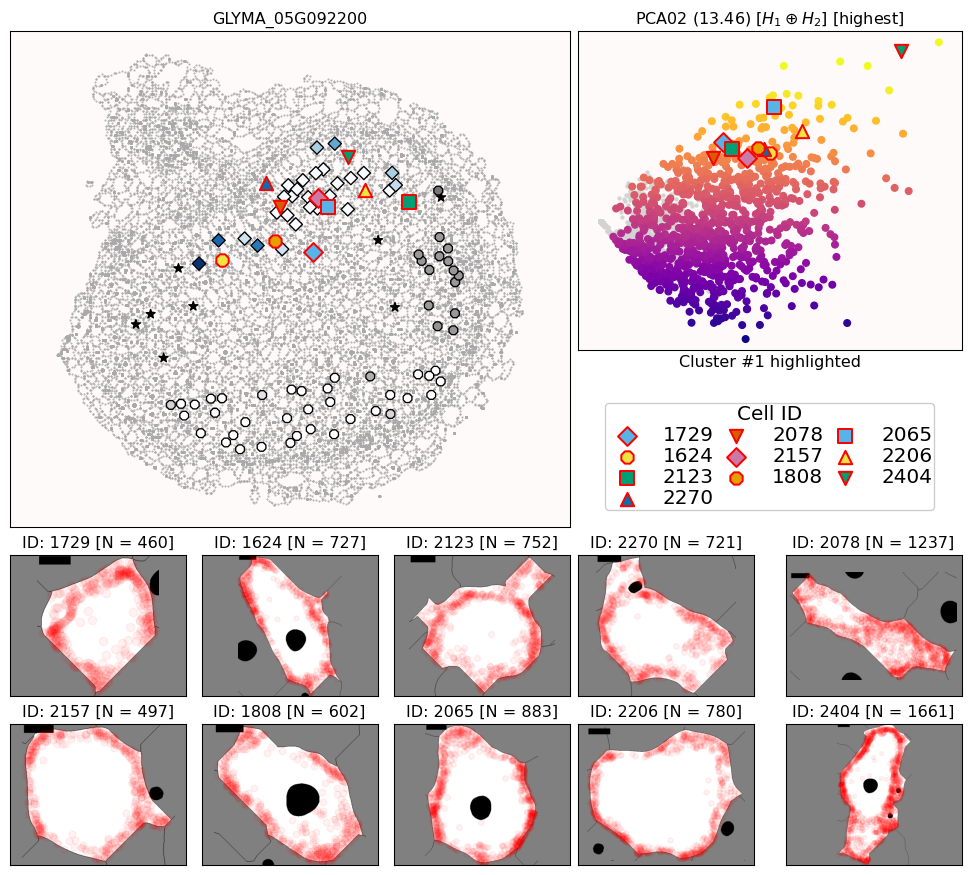 GLYMA_05G092200
PCA02 (13.46) [H₁ ⊕ H₂] [highest]
Cluster #1 highlighted
Cell ID
1729 2078 2065
1624 2157 2206
2123 1808 2404
2270
ID: 1729 [N = 460] ID: 1624 [N = 727] ID: 2123 [N = 752] ID: 2270 [N = 721] ID: 2078 [N = 1237]
ID: 2157 [N = 497] ID: 1808 [N = 602] ID: 2065 [N = 883] ID: 2206 [N = 780] ID: 2404 [N = 1661]